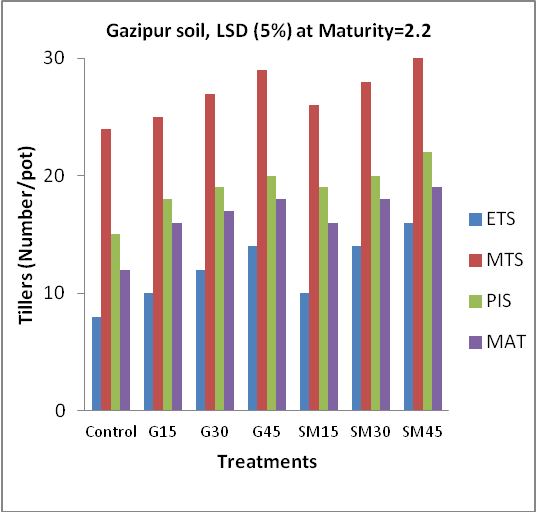 Gazipur soil, LSD (5%) at Maturity=2.2
Tillers (Number/pot)
30
20
10
0
Control G15 G30 G45 SM15 SM30 SM45
Treatments
ETS
MTS
PIS
MAT